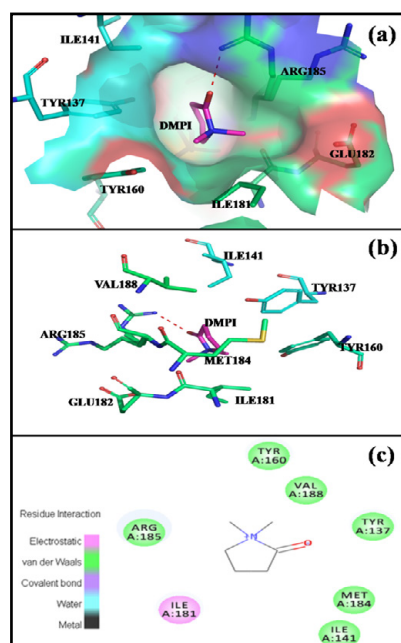 (a)
ILE141
ARG185
TYR137
DMPI
GLU182
TYR160
ILE181
(b)
ILE141
VAL188
TYR137
ARG185
DMPI
MET184
TYR160
GLU182
ILE181
(c)
TYR
A:160
VAL
A:188
Residue Interaction
Electrostatic
van der Waals
Covalent bond
Water
Metal
ARG
A:185
N
O
TYR
A:137
ILE
A:181
MET
A:184
ILE
A:141